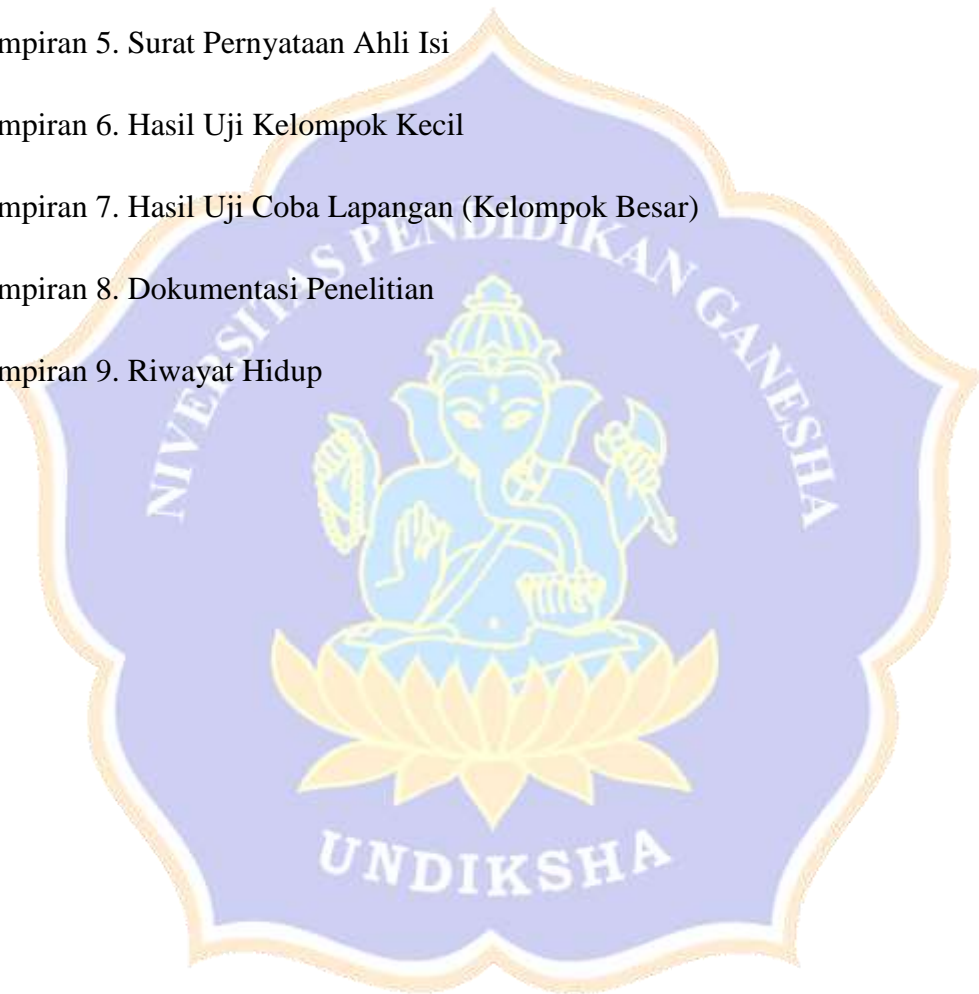 mpiran 5. Surat Pernyataan Ahli Isi
mpiran 6. Hasil Uji Kelompok Kecil
mpiran 7. Hasil Uji Coba Lapangan (Kelompok Besar)
mpiran 8. Dokumentasi Penelitian
mpiran 9. Riwayat Hidup
NIVERSITAS PENDIDIKAN GANESHA
UNDIKSHA